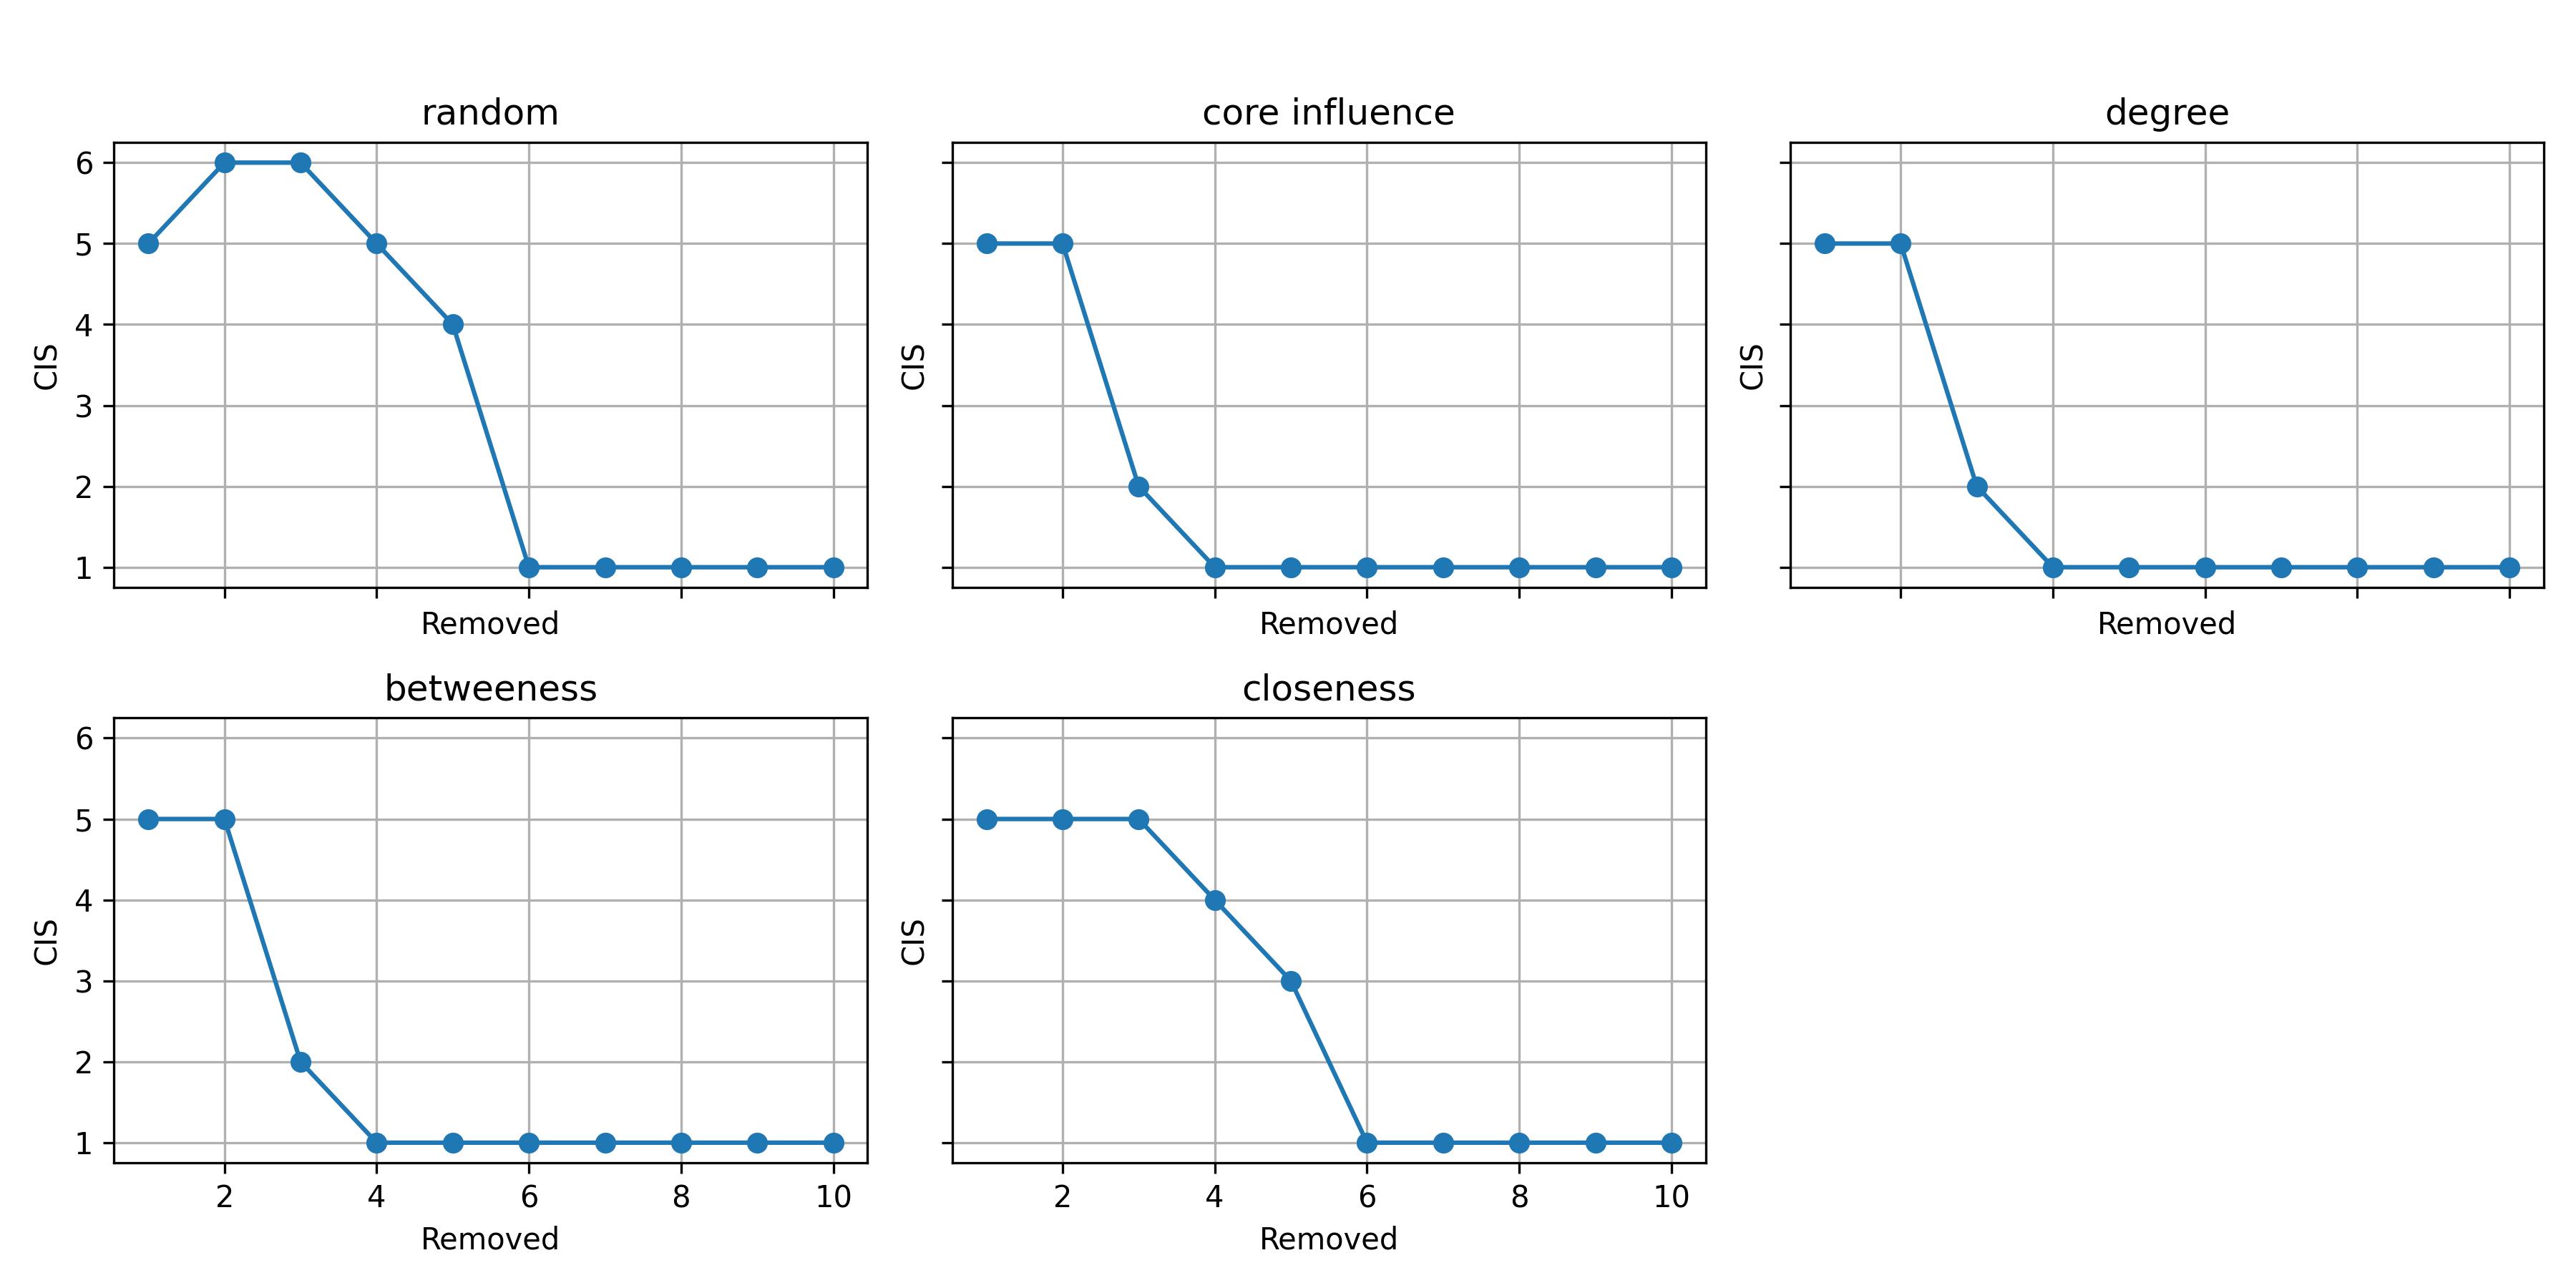 random
core influence
degree
6
5
4
3
2
1
CIS
CIS
CIS
Removed
Removed
Removed
betweeness
closeness
6
5
4
3
2
1
CIS
CIS
2 4 6 8 10
2 4 6 8 10
Removed
Removed